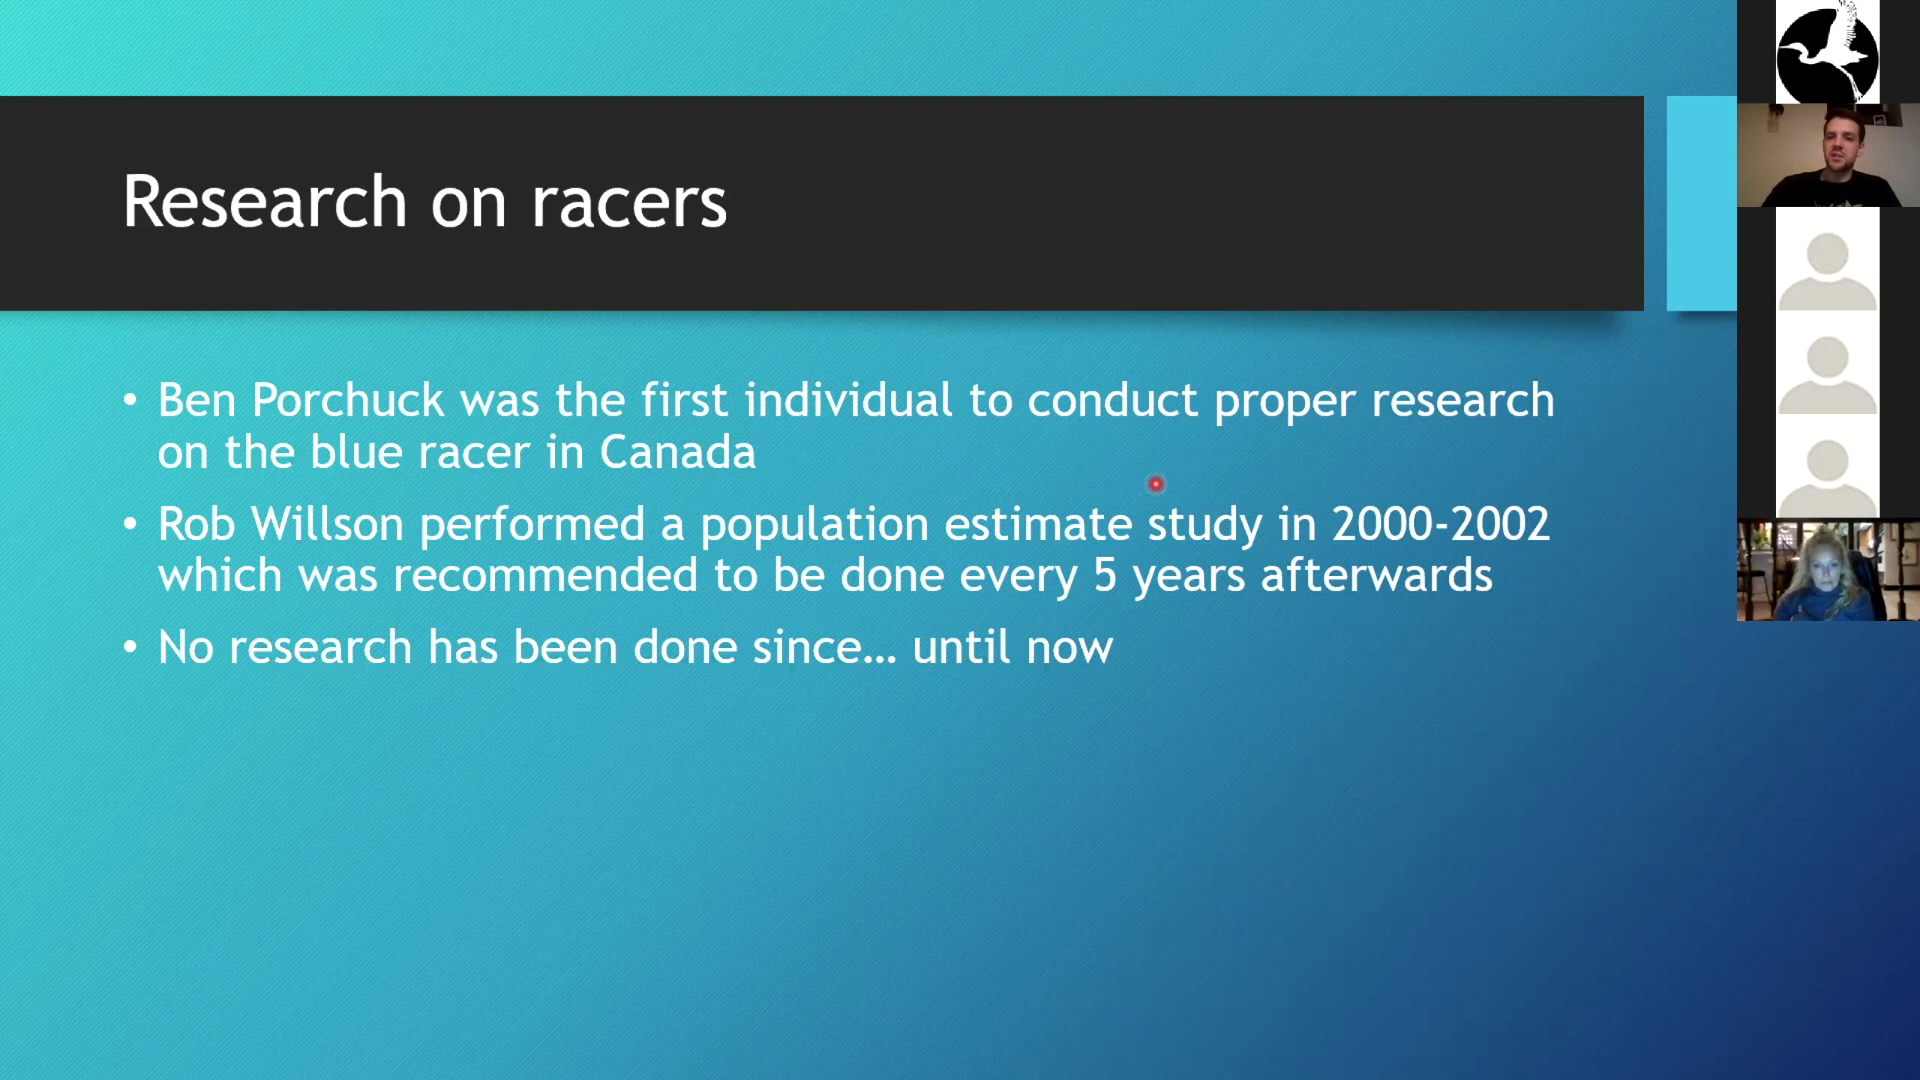 Research on racers
• Ben Porchuck was the first individual to conduct proper research
on the blue racer in Canada
• Rob Willson performed a population estimate study in 2000-2002
which was recommended to be done every 5 years afterwards
• No research has been done since… until now